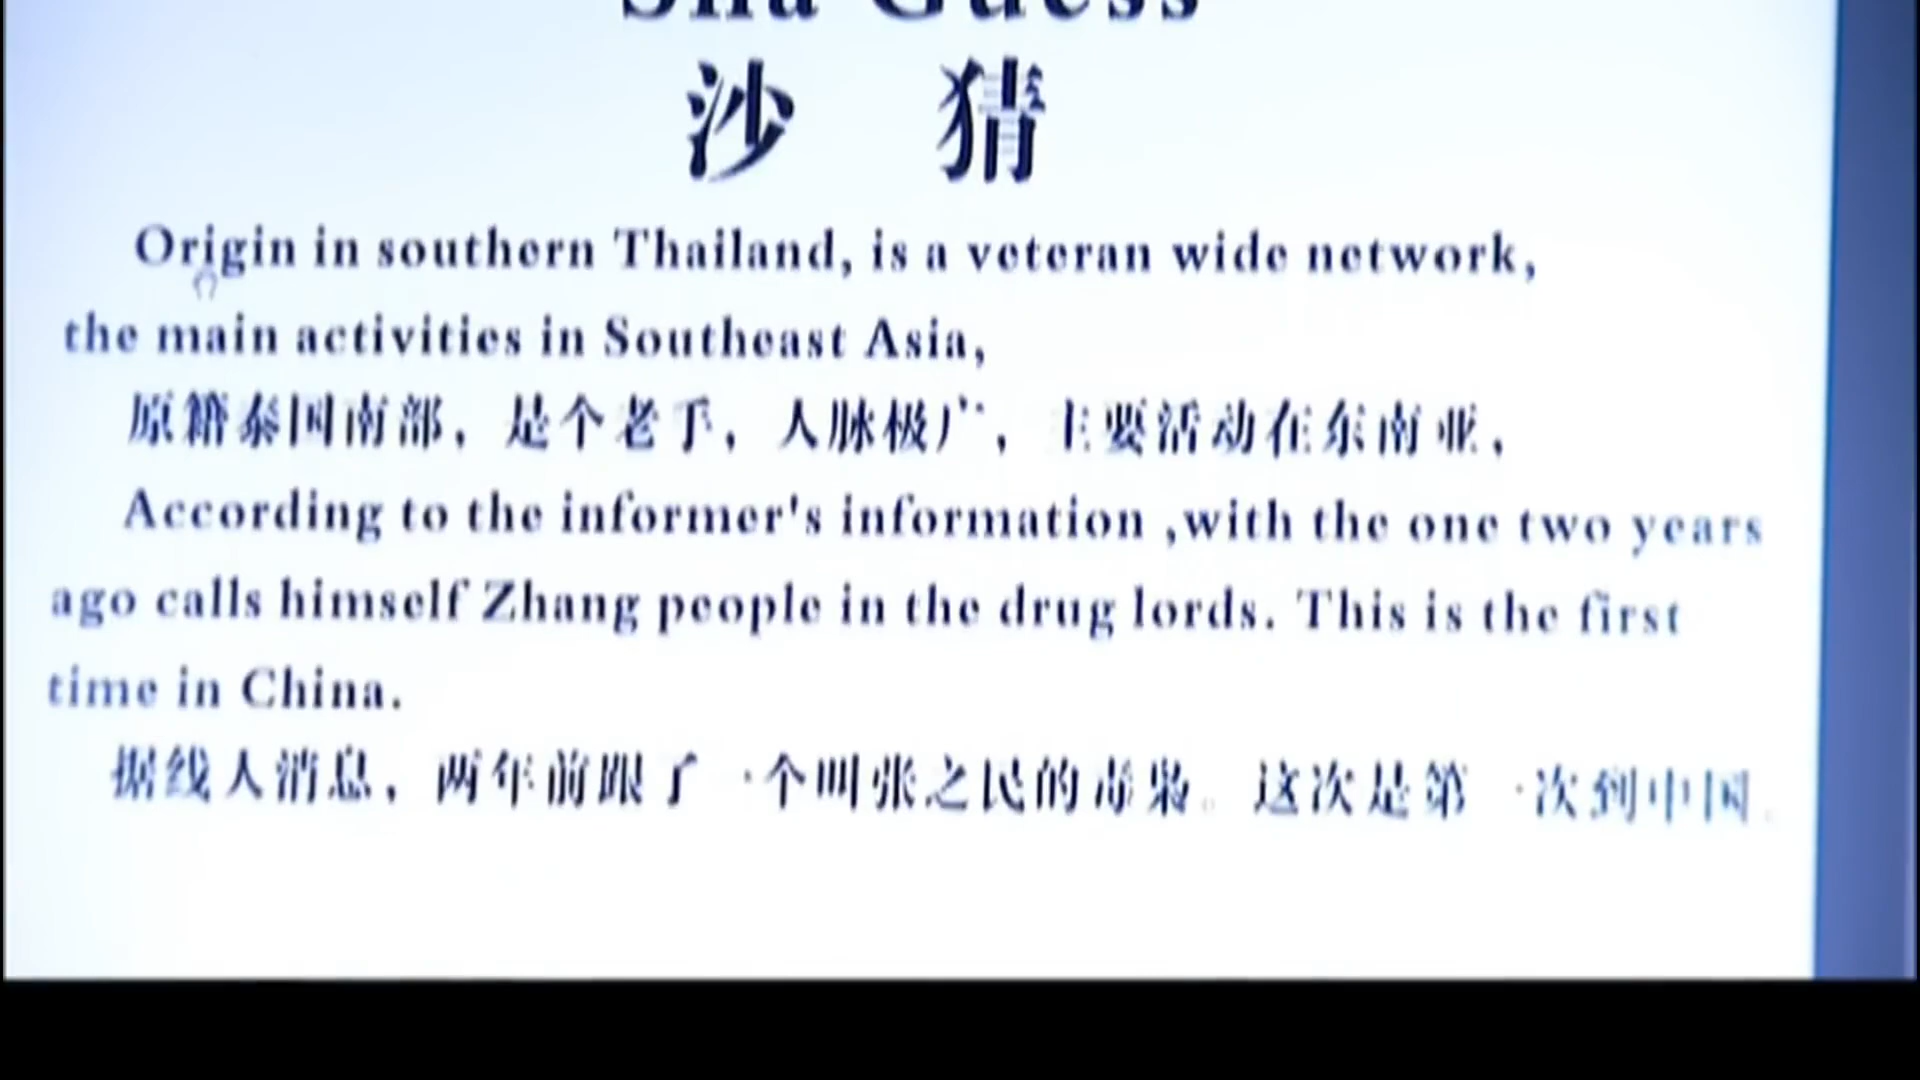 Sha Guess
沙 猜
Origin in southern Thailand, is a veteran wide network,
the main activities in Southeast Asia,
原籍泰国南部，是个老手，人脉极广，主要活动在东南亚，
According to the informer's information ,with the one two years
ago calls himself Zhang people in the drug lords. This is the first
time in China.
据线人消息，两年前跟了一个叫张之民的毒枭。这次是第一次到中国。